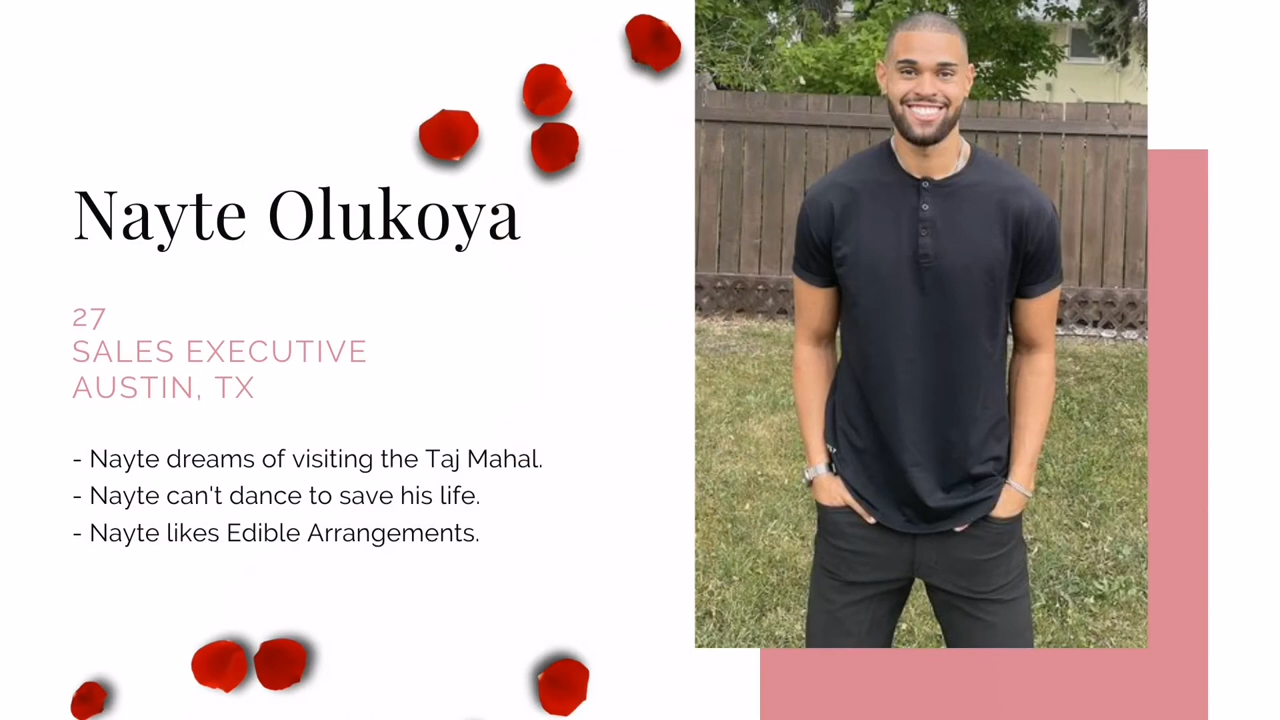 Nayte Olukoya
27
SALES EXECUTIVE
AUSTIN, TX
- Nayte dreams of visiting the Taj Mahal.
- Nayte can't dance to save his life.
- Nayte likes Edible Arrangements.